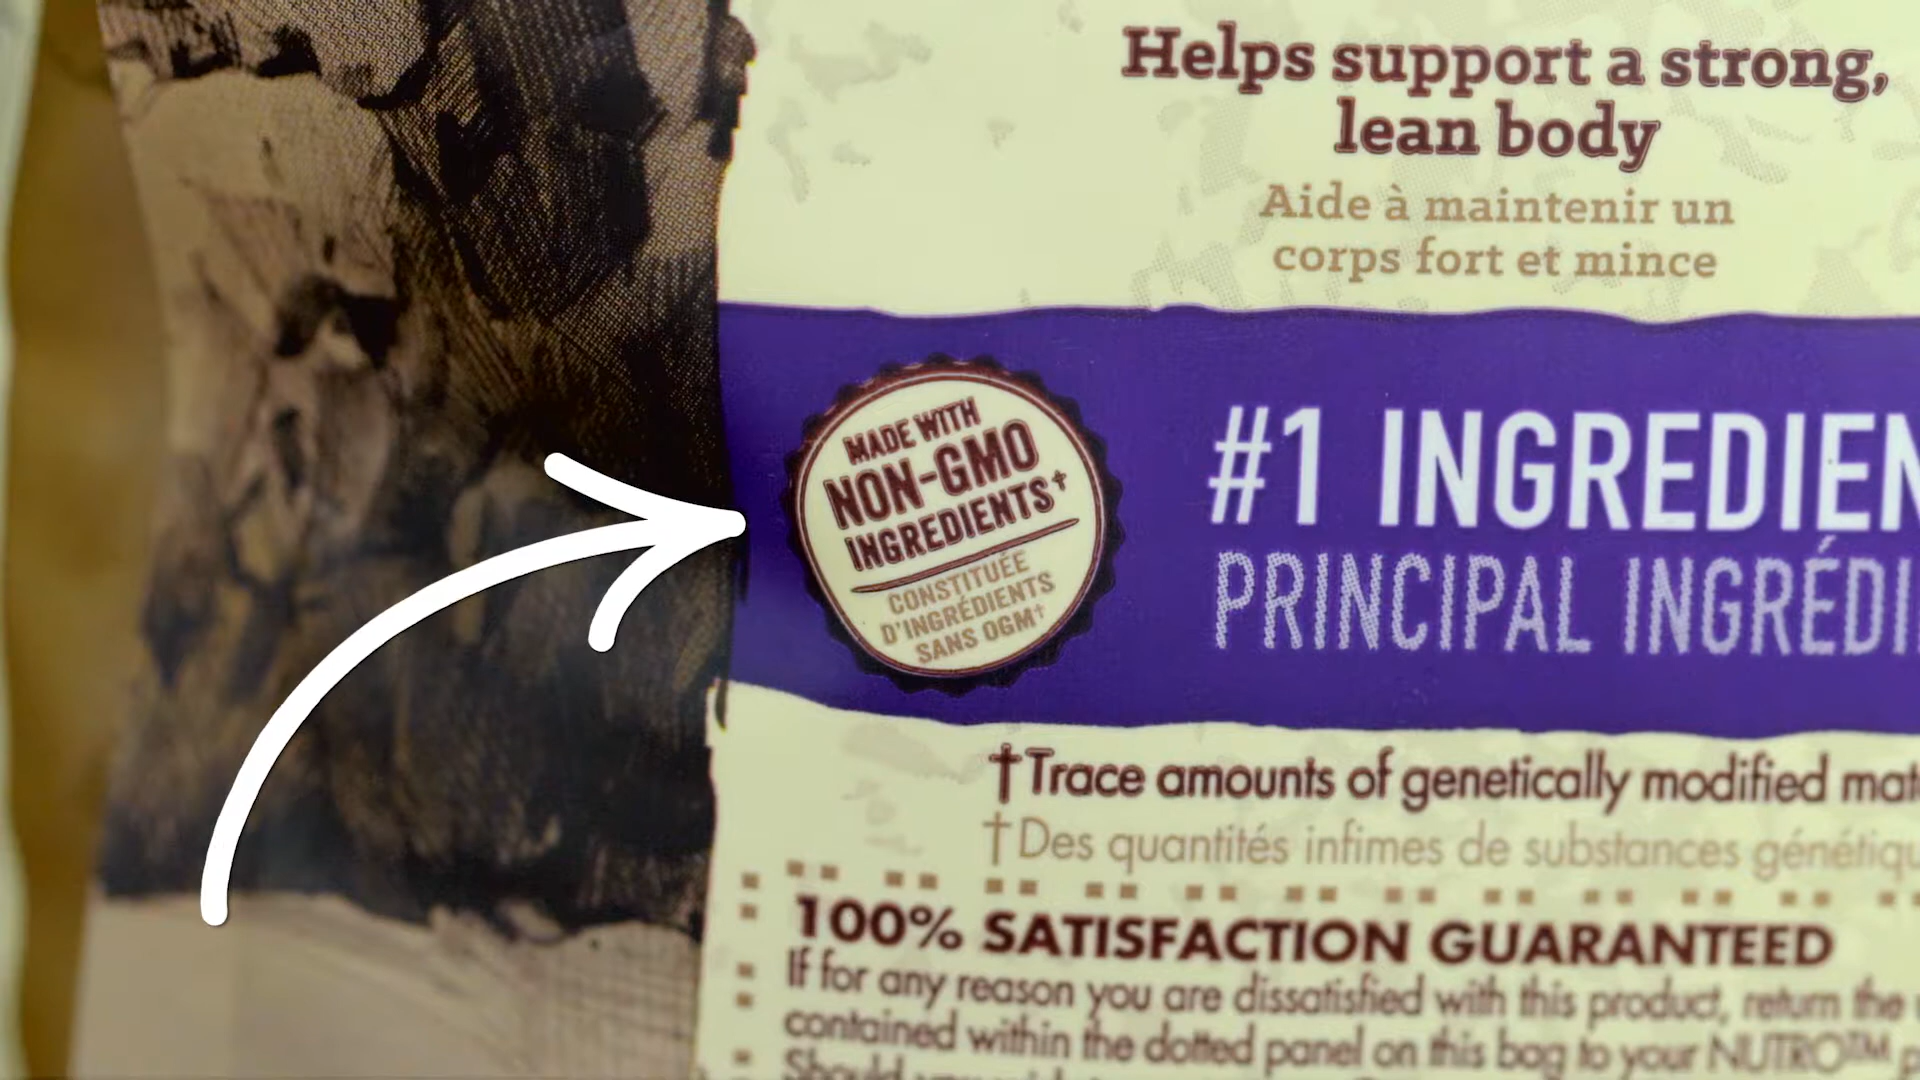 Helps support a strong,
lean body
Aide à maintenir un
corps fort et mince
MADE WITH
NON-GMO
INGREDIENTS†
CONSTITUÉE
D'INGRÉDIENTS
SANS OGM†
#1 INGREDIEN
PRINCIPAL INGRÉDI
†Trace amounts of genetically modified mat
†Des quantités infimes de substances génétiqu
100% SATISFACTION GUARANTEED
If for any reason you are dissatisfied with this product, return the
contained within the dotted panel on this bag to your NUTRO™ p
Should